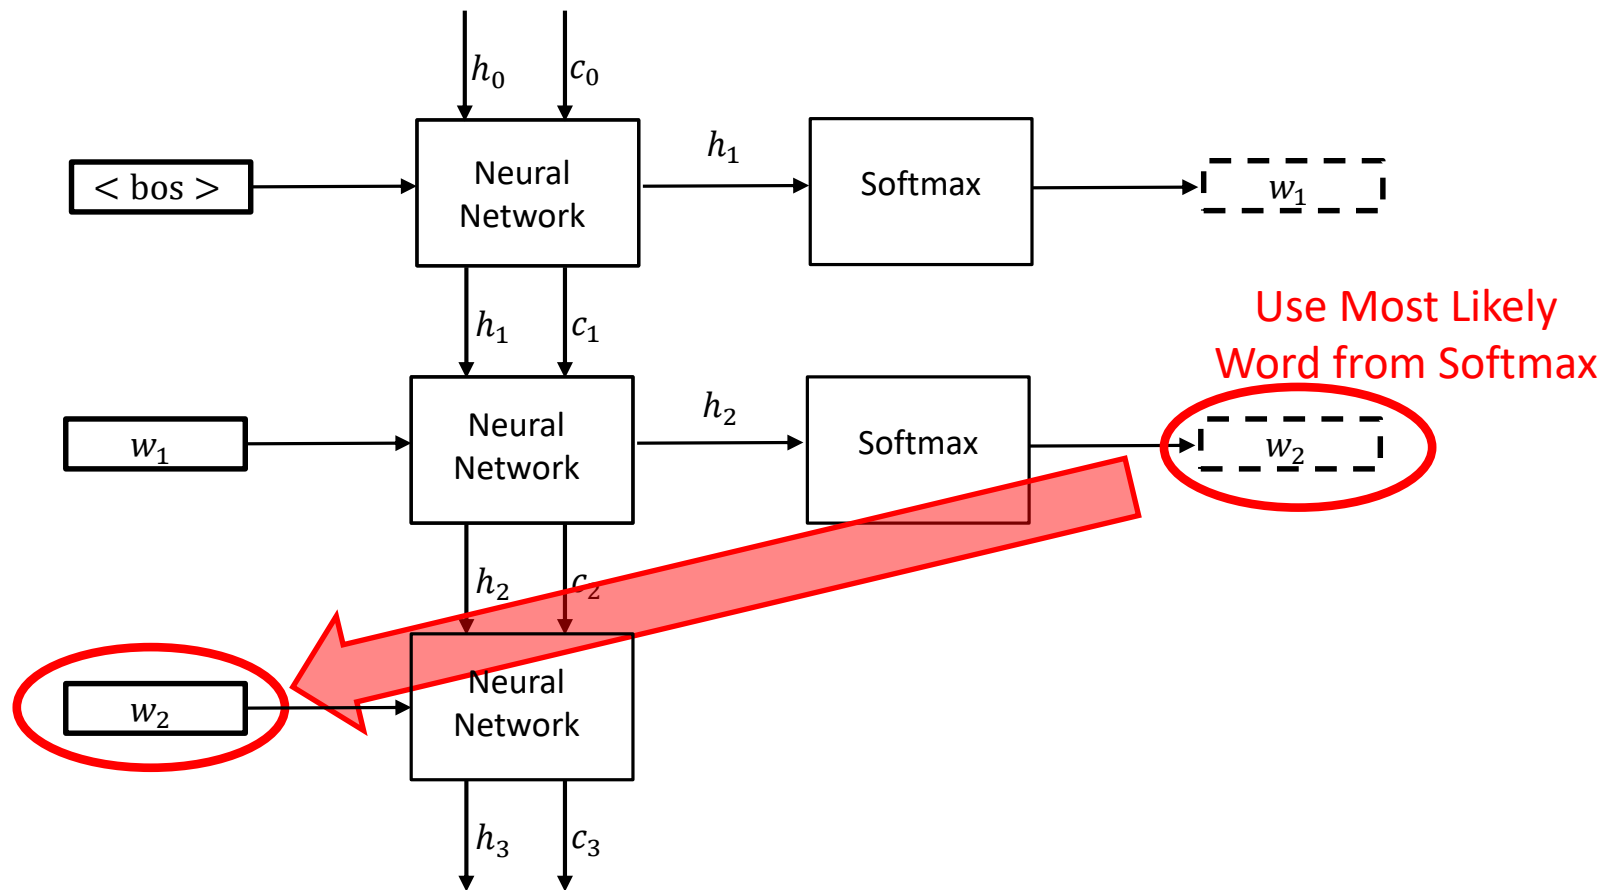 h₀ c₀
< bos >
Neural
Network
h₁
Softmax
w₁
h₁ c₁
Use Most Likely
Word from Softmax
w₁
Neural
Network
h₂
Softmax
w₂
h₂ c₂
w₂
Neural
Network
h₃ c₃